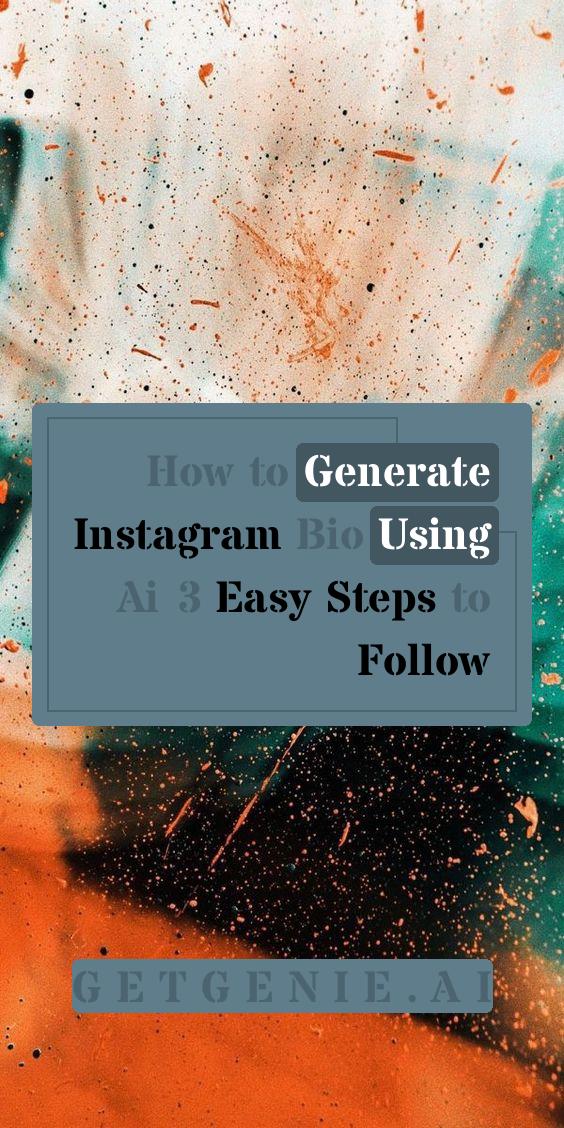 How to Generate
Instagram Bio Using
Ai 3 Easy Steps to
Follow
GETGENIE.AI